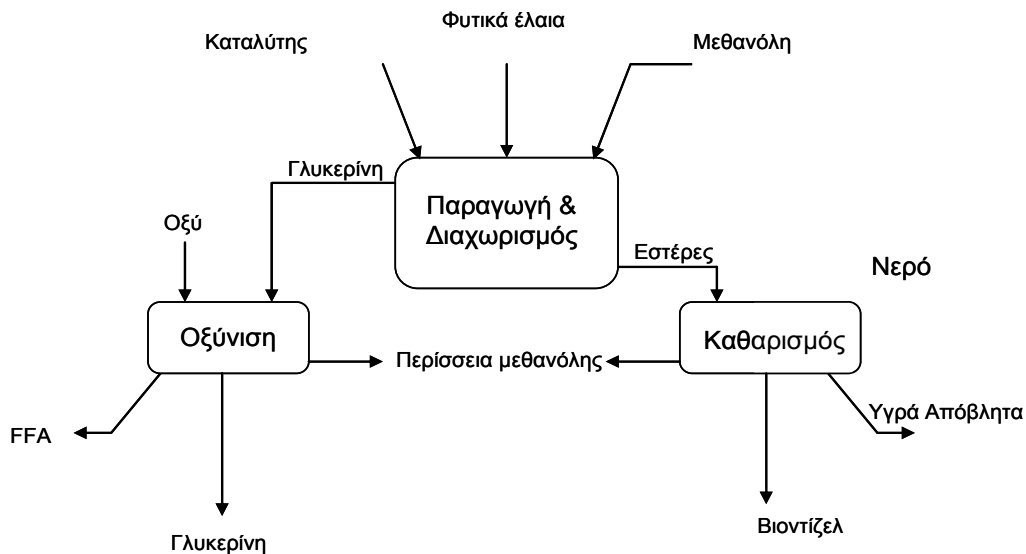 Φυτικά έλαια
Καταλύτης
Μεθανόλη
Γλυκερίνη
Παραγωγή &
Διαχωρισμός
Οξύ
Εστέρες
Νερό
Οξύνιση
Καθαρισμός
Περίσσεια μεθανόλης
Υγρά Απόβλητα
FFA
Βιοντίζελ
Γλυκερίνη